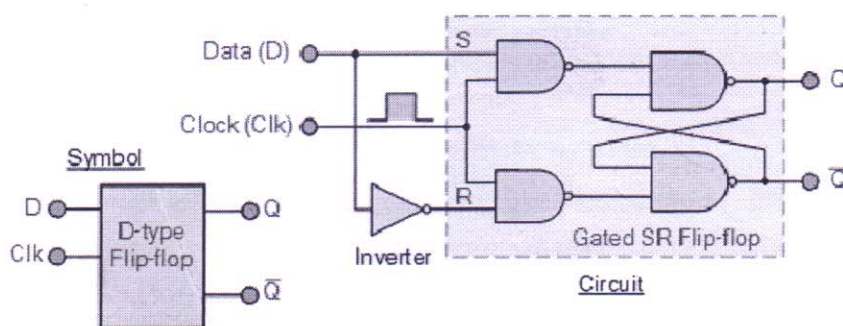 Data (D)
S
Q
Clock (Clk)
Symbol
D
Q
D-type
Flip-flop
Clk
Q̅
R
Inverter
Gated SR Flip-flop
Q̅
Circuit